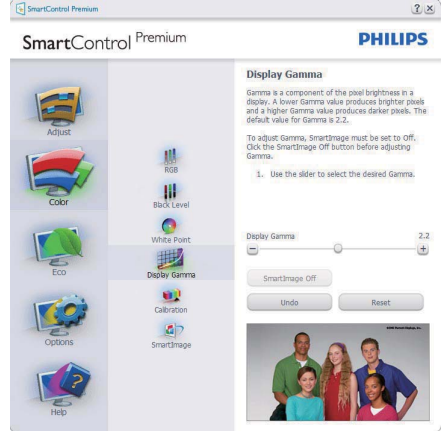 SmartControl Premium
SmartControl Premium
PHILIPS
Adjust
Color
Eco
Options
Help
RGB
Black Level
White Point
Display Gamma
Calibration
SmartImage
Display Gamma
Gamma is a component of the pixel brightness in a
display. A lower Gamma value produces brighter pixels
and a higher Gamma value produces darker pixels. The
default value for Gamma is 2.2.
To adjust Gamma, SmartImage must be set to Off.
Click the SmartImage Off button before adjusting
Gamma.
1. Use the slider to select the desired Gamma.
Display Gamma 2.2
SmartImage Off
Undo Reset